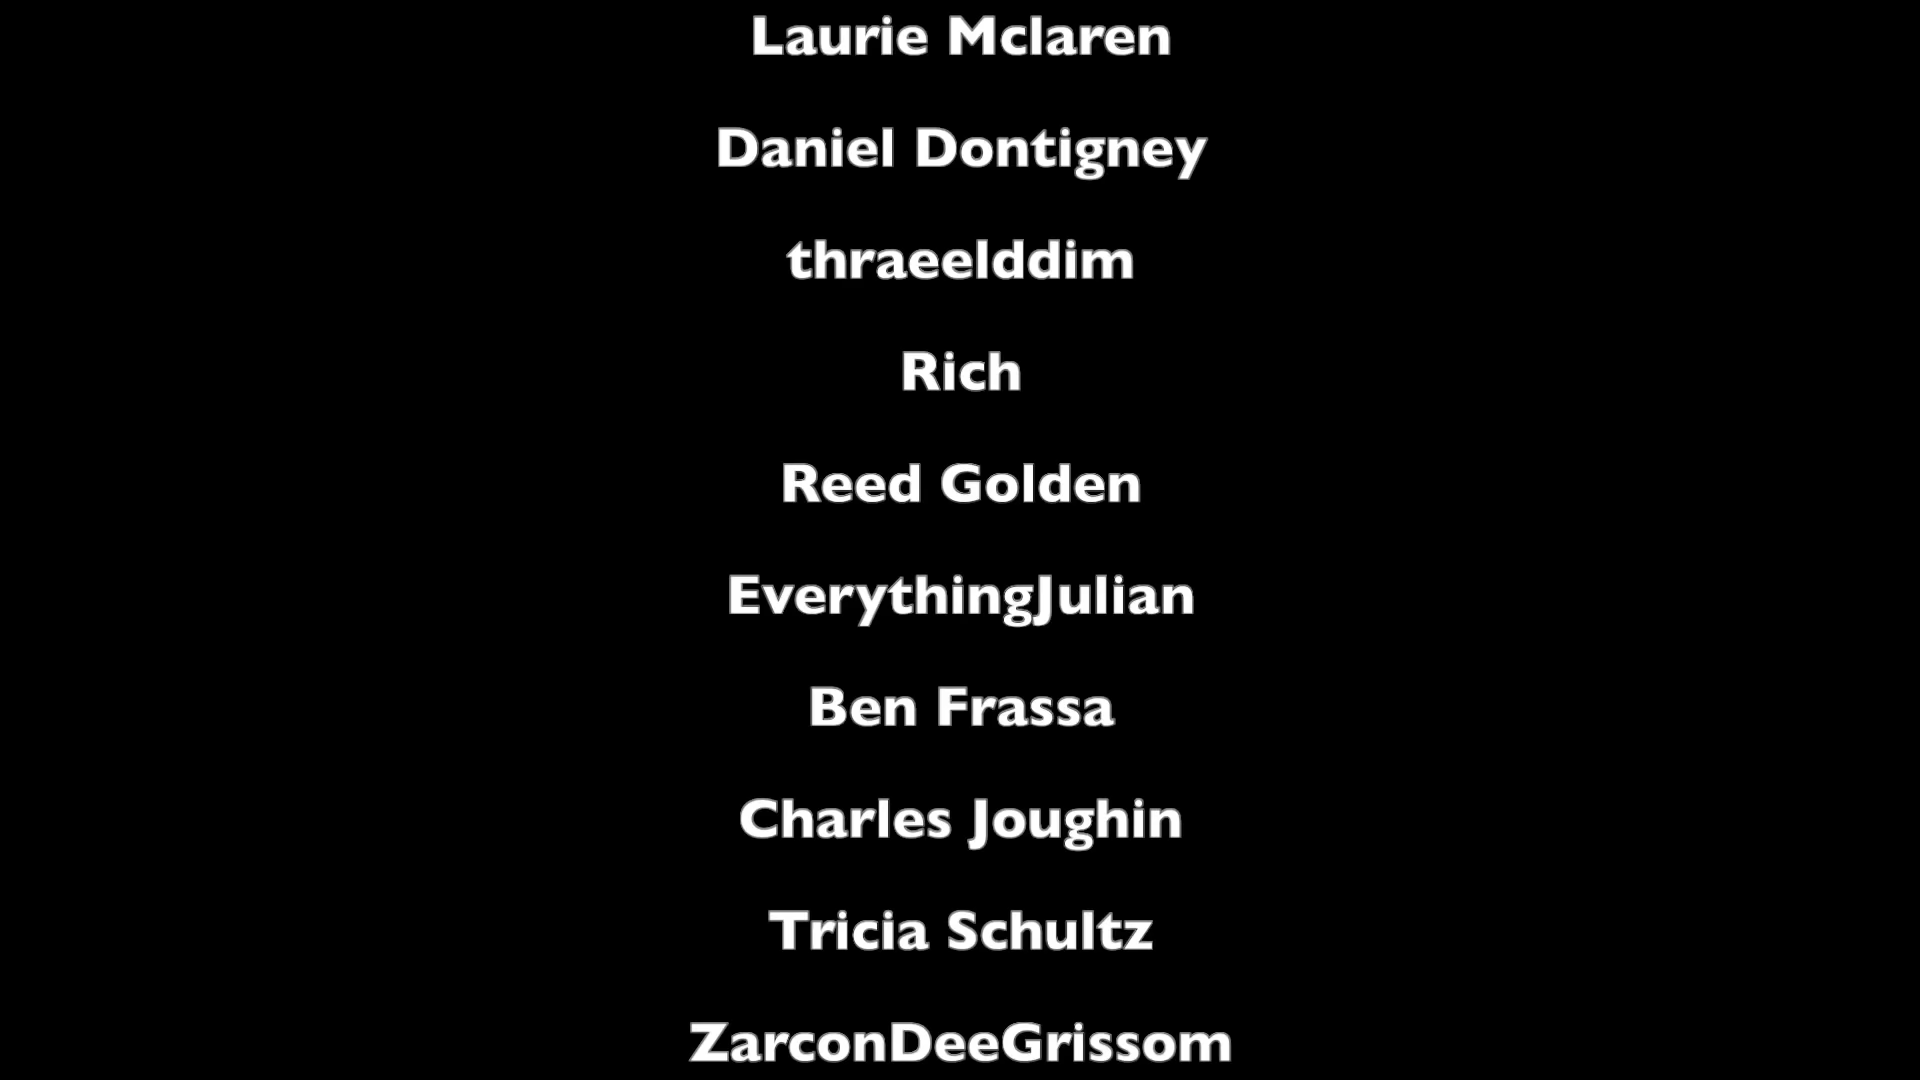 Laurie Mclaren
Daniel Dontigney
thraeelddim
Rich
Reed Golden
EverythingJulian
Ben Frassa
Charles Joughin
Tricia Schultz
ZarconDeeGrissom